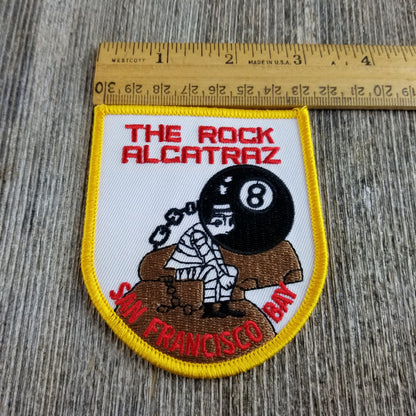 WESTCOTT 1 2 MADE IN U.S.A. 3 4
THE ROCK
ALCATRAZ
8
SAN FRANCISCO BAY